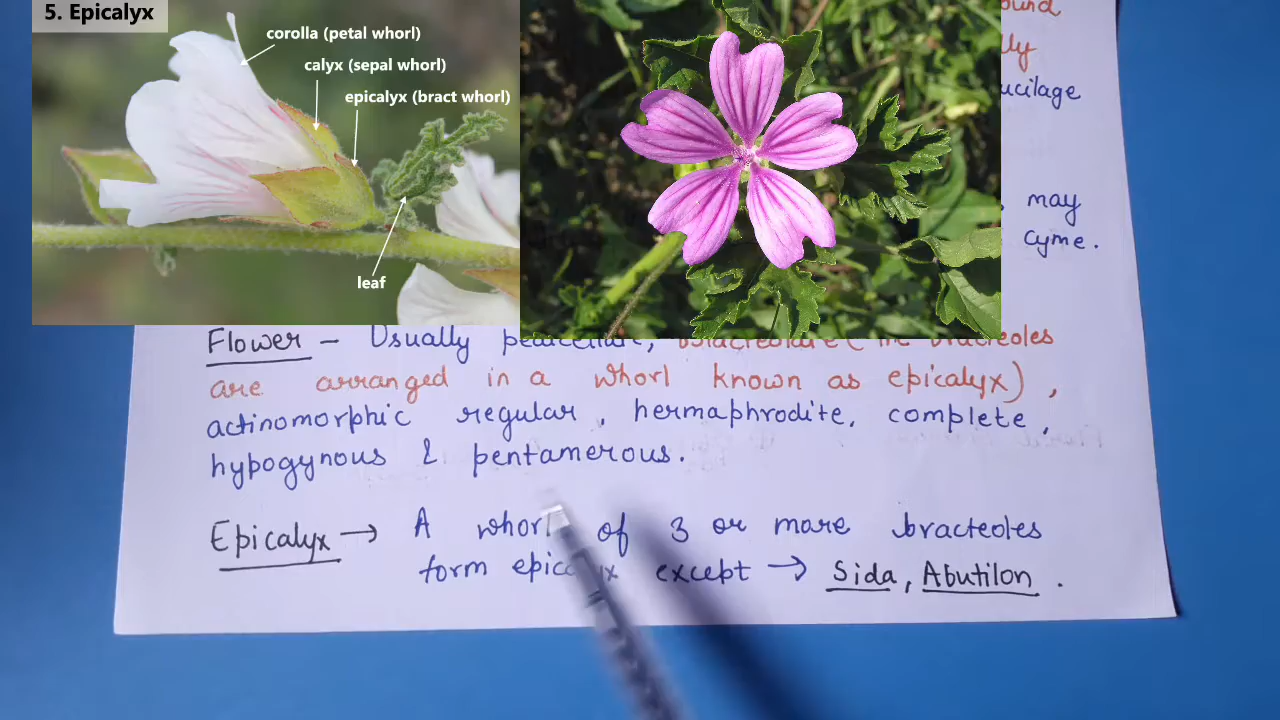 5. Epicalyx
corolla (petal whorl)
calyx (sepal whorl)
epicalyx (bract whorl)
leaf
ucilage
may
cyme.
Flower – Usually
are arranged in a whorl known as epicalyx),
actinomorphic regular, hermaphrodite, complete,
hypogynous & pentamerous.
Epicalyx → A whorl of 3 or more bracteoles
form epicalyx except → Sida, Abutilon.